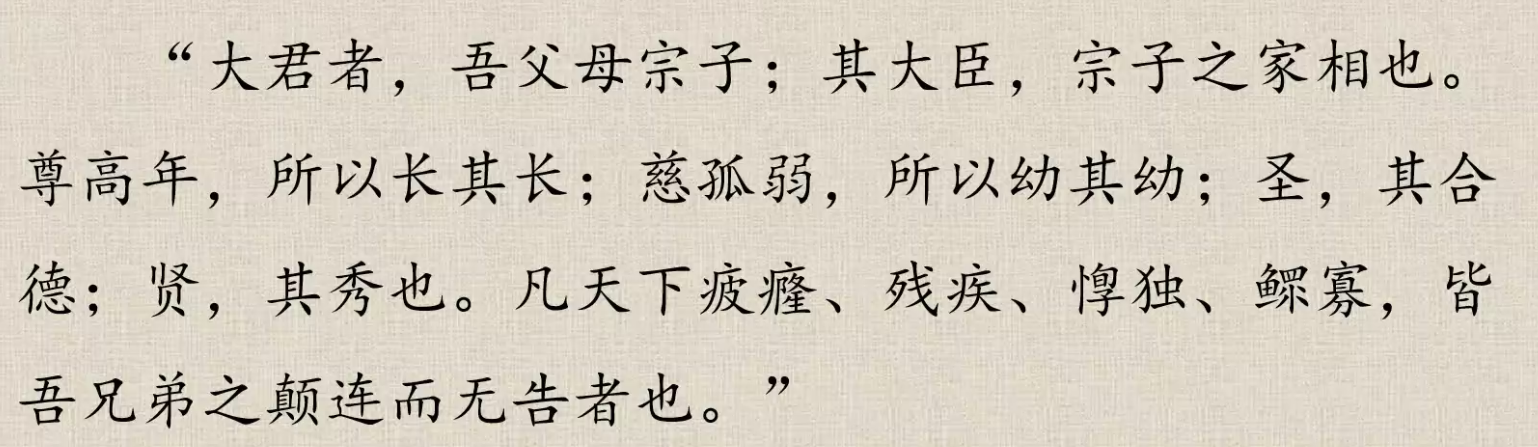 “大君者，吾父母宗子；其大臣，宗子之家相也。
尊高年，所以长其长；慈孤弱，所以幼其幼；圣，其合
德；贤，其秀也。凡天下疲癃、残疾、惸独、鳏寡，皆
吾兄弟之颠连而无告者也。”